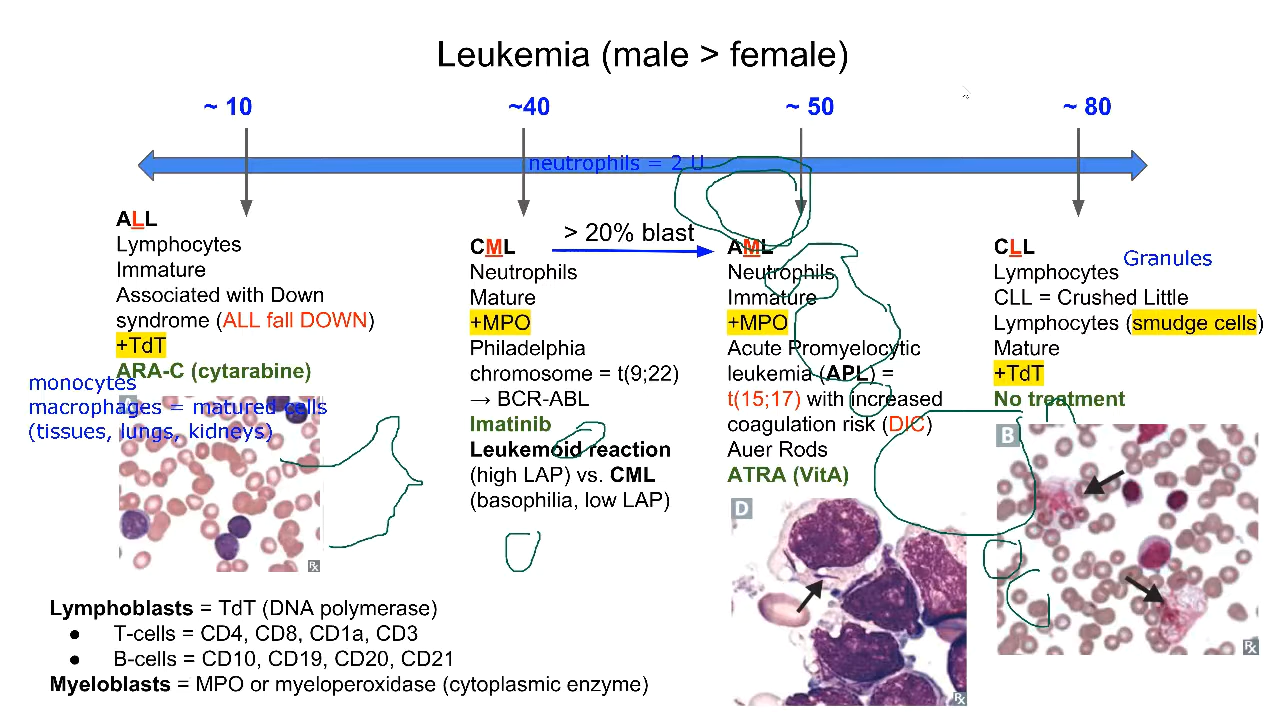 Leukemia (male > female)
~ 10
~40
~ 50
~ 80
neutrophils = 2 U
ALL
Lymphocytes
Immature
Associated with Down
syndrome (ALL fall DOWN)
+TdT
ARA-C (cytarabine)
monocytes
macrophages = matured cells
(tissues, lungs, kidneys)
CML
Neutrophils
Mature
+MPO
Philadelphia
chromosome = t(9;22)
→ BCR-ABL
Imatinib
Leukemoid reaction
(high LAP) vs. CML
(basophilia, low LAP)
> 20% blast
AML
Neutrophils
Immature
+MPO
Acute Promyelocytic
leukemia (APL) =
t(15;17) with increased
coagulation risk (DIC)
Auer Rods
ATRA (VitA)
D
CLL
Granules
Lymphocytes
CLL = Crushed Little
Lymphocytes (smudge cells)
Mature
+TdT
No treatment
B
Lymphoblasts = TdT (DNA polymerase)
● T-cells = CD4, CD8, CD1a, CD3
● B-cells = CD10, CD19, CD20, CD21
Myeloblasts = MPO or myeloperoxidase (cytoplasmic enzyme)
℞
℞
℞